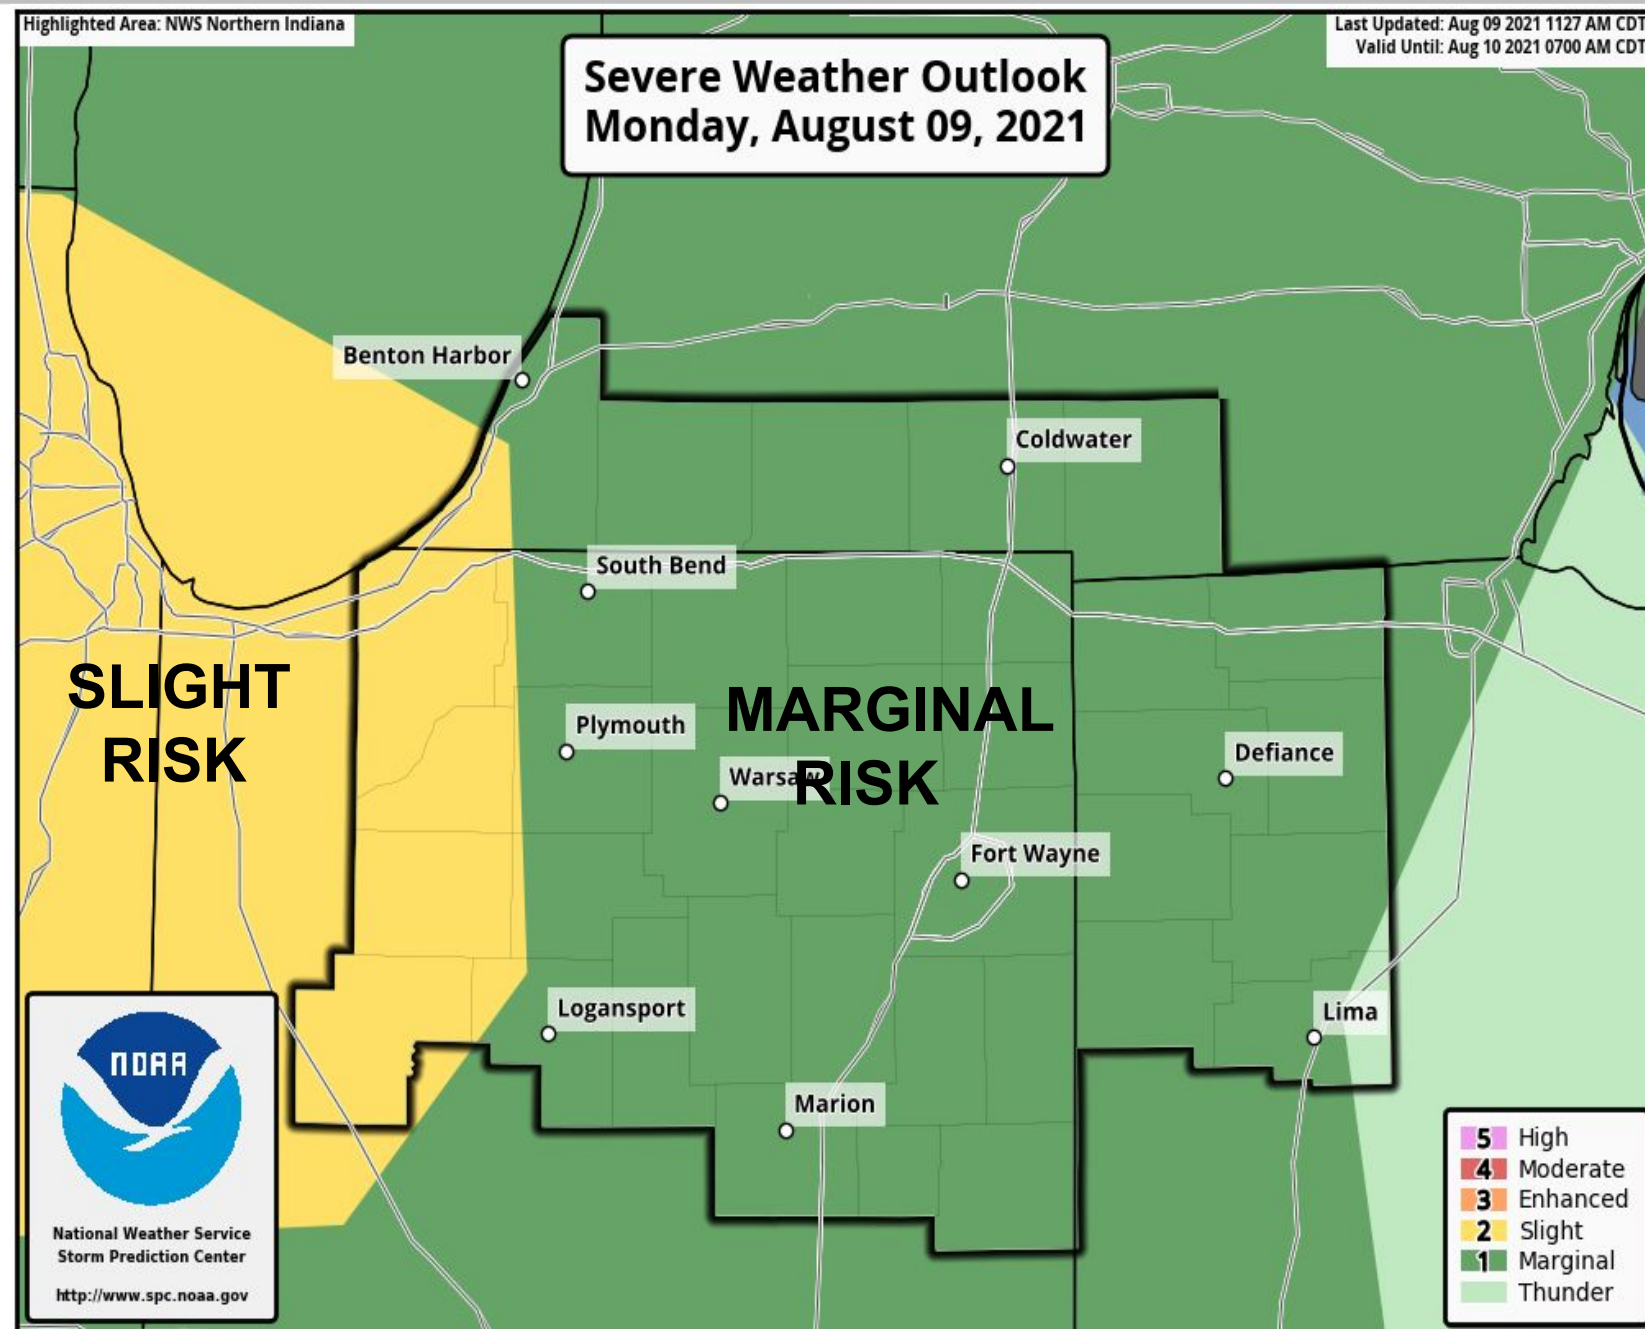 Highlighted Area: NWS Northern Indiana
Last Updated: Aug 09 2021 1127 AM CDT
Valid Until: Aug 10 2021 0700 AM CDT
Severe Weather Outlook
Monday, August 09, 2021
Benton Harbor
Coldwater
South Bend
SLIGHT
RISK
MARGINAL
RISK
Plymouth
Warsaw
Defiance
Fort Wayne
Logansport
Lima
Marion
NOAA
National Weather Service
Storm Prediction Center
http://www.spc.noaa.gov
5 High
4 Moderate
3 Enhanced
2 Slight
1 Marginal
Thunder